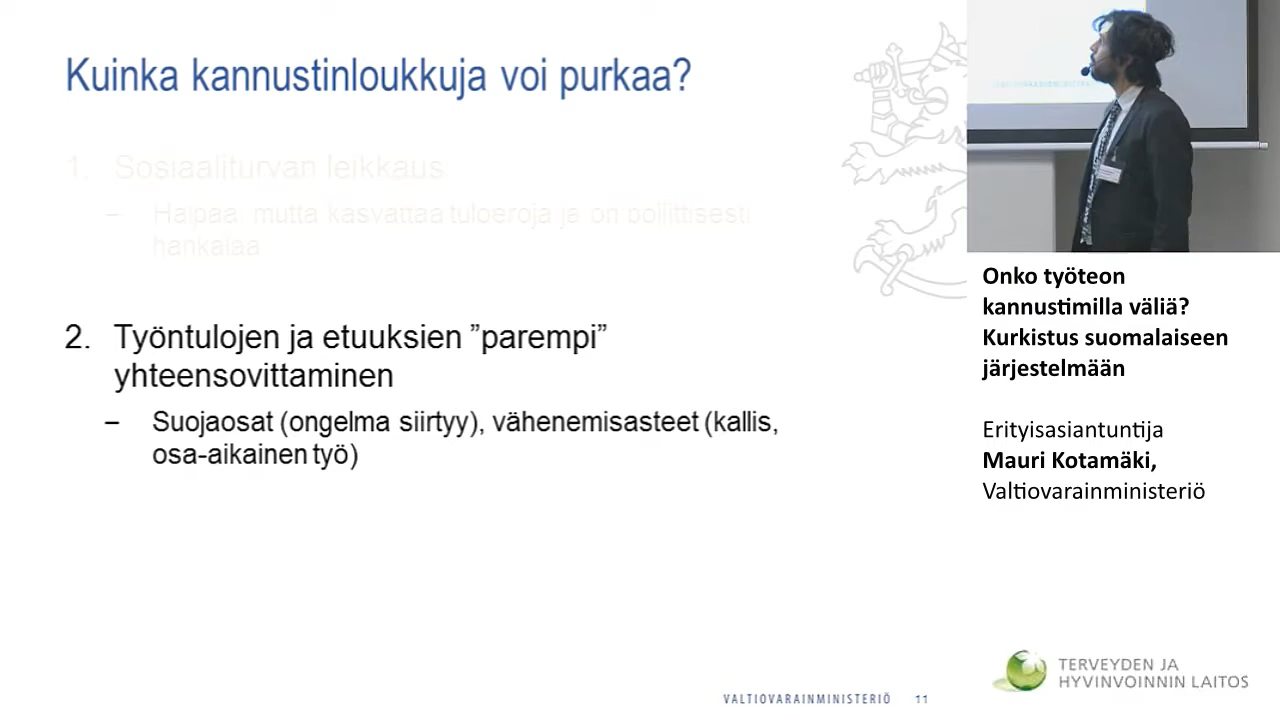 Kuinka kannustinloukkuja voi purkaa?
1. Sosiaaliturvan leikkaus
– Halpaa, mutta kasvattaa tuloeroja ja on poliittisesti
hankalaa
2. Työntulojen ja etuuksien ”parempi”
yhteensovittaminen
– Suojaosat (ongelma siirtyy), vähenemisasteet (kallis,
osa-aikainen työ)
VALTIOVARAINMINISTERIÖ 11
Onko työteon
kannustimilla väliä?
Kurkistus suomalaiseen
järjestelmään
Erityisasiantuntija
Mauri Kotamäki,
Valtiovarainministeriö
TERVEYDEN JA
HYVINVOINNIN LAITOS